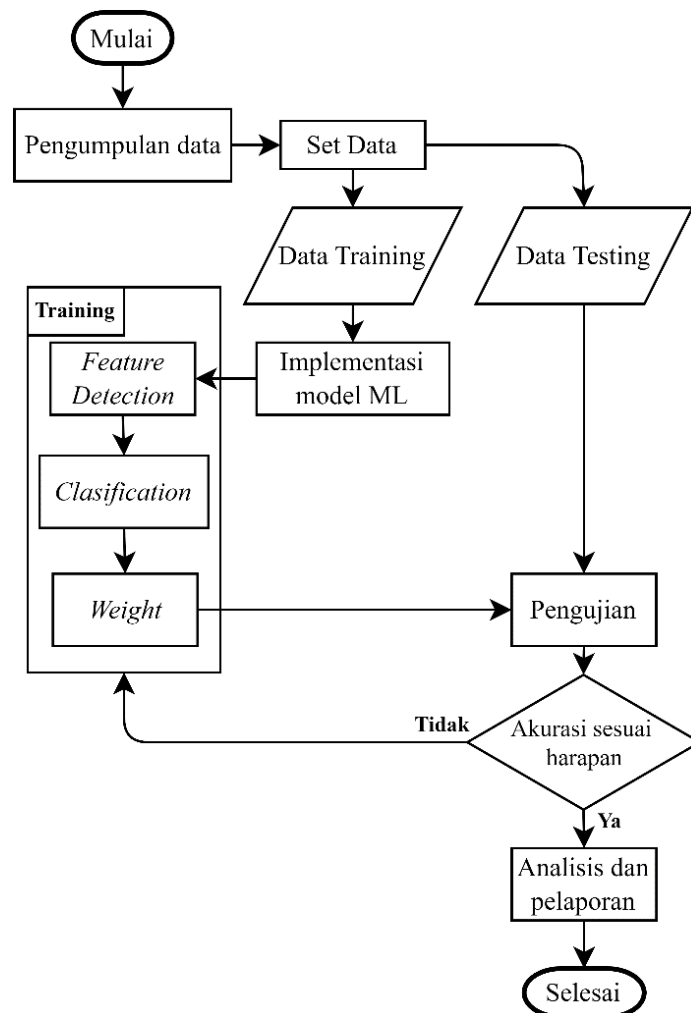 Mulai
Pengumpulan data
Set Data
Data Training
Data Testing
Training
Feature
Detection
Implementasi
model ML
Clasification
Weight
Pengujian
Tidak
Akurasi sesuai
harapan
Ya
Analisis dan
pelaporan
Selesai